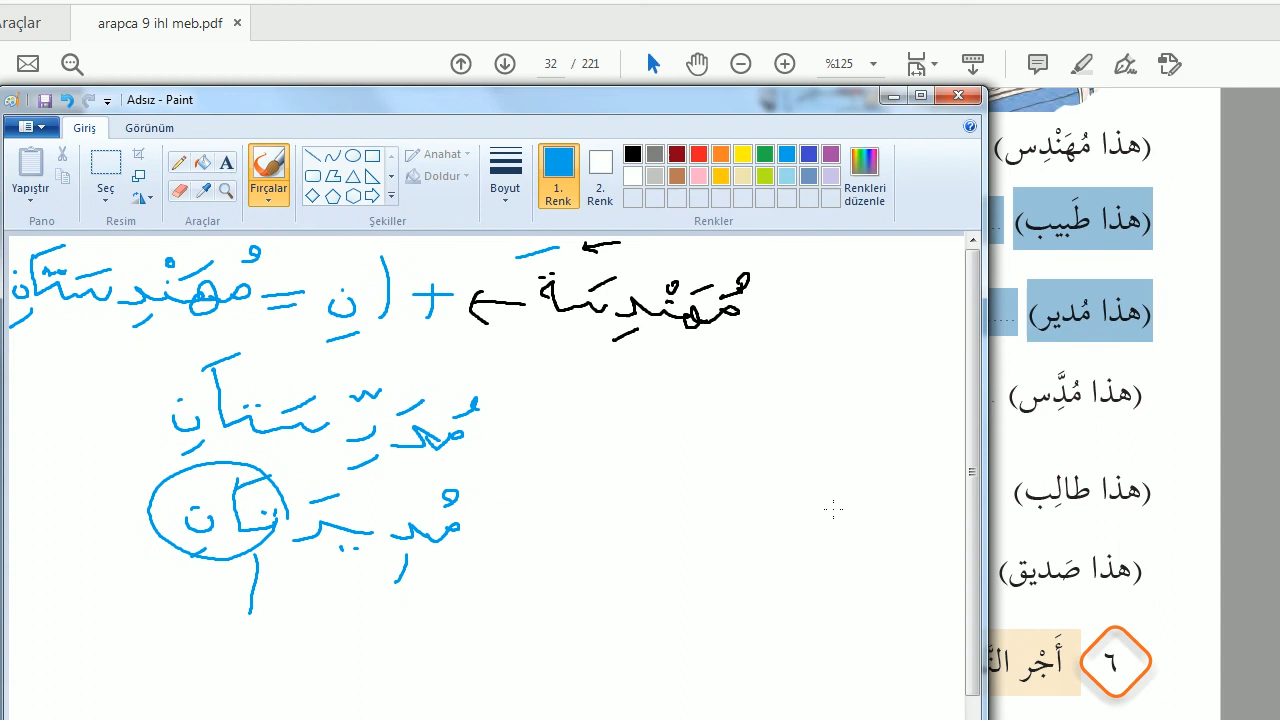 Araçlar
arapca 9 ihl meb.pdf ×
32 / 221
%125
Adsız - Paint
Giriş
Görünüm
Yapıştır
Seç
Fırçalar
Anahat
Doldur
Boyut
1. Renk
2. Renk
Renkleri düzenle
Pano
Resim
Araçlar
Şekiller
Renkler
مُهَنْدِسَة ← + انِ = مُهَنْدِسَتَانِ
مُدَرِّسَتَانِ
مُدِيرَتَانِ
(هذا مُهَنْدِس)
(هذا طَبيب) ...
(هذا مُدير) ....
(هذا مُدَِّس)
(هذا طالِب)
(هذا صَديق)
٦ أَجْر